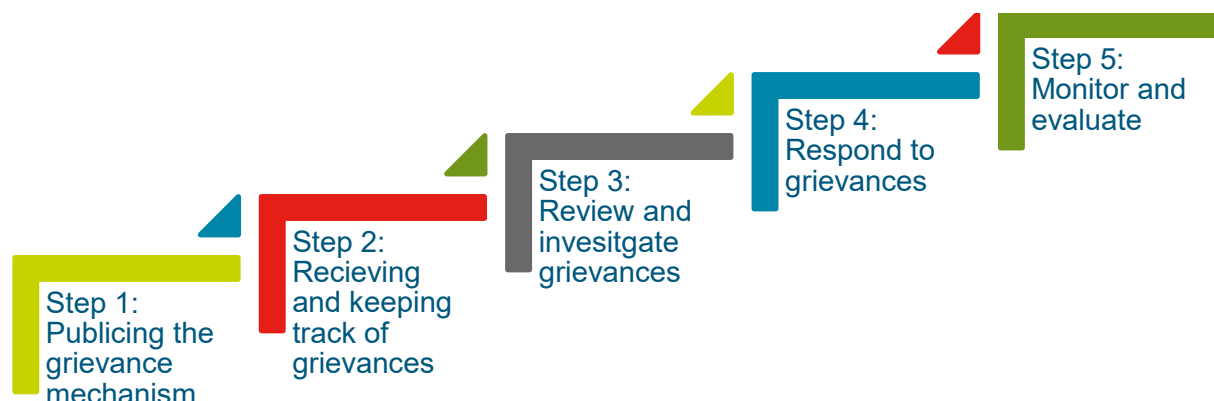 Step 1:
Publicing the
grievance
mechanism
Step 2:
Recieving
and keeping
track of
grievances
Step 3:
Review and
invesitgate
grievances
Step 4:
Respond to
grievances
Step 5:
Monitor and
evaluate